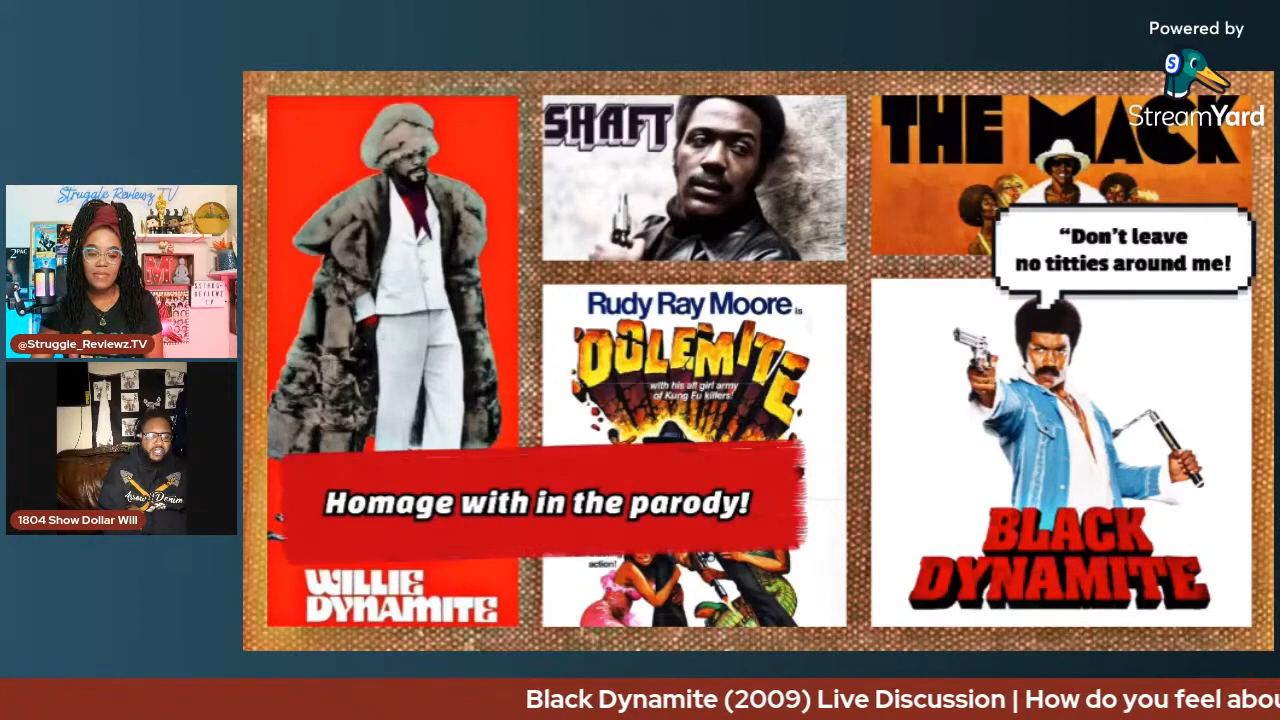 Powered by
StreamYard
Struggle Reviewz TV
2PAC
@Struggle_Reviewz.TV
1804 Show Dollar Will
WILLIE
DYNAMITE
SHAFT
Rudy Ray Moore is
'DOLEMITE
with his all girl army
of Kung Fu killers!
action!
Homage with in the parody!
THE MACK
“Don’t leave
no titties around me!
BLACK
DYNAMITE
Black Dynamite (2009) Live Discussion | How do you feel abou